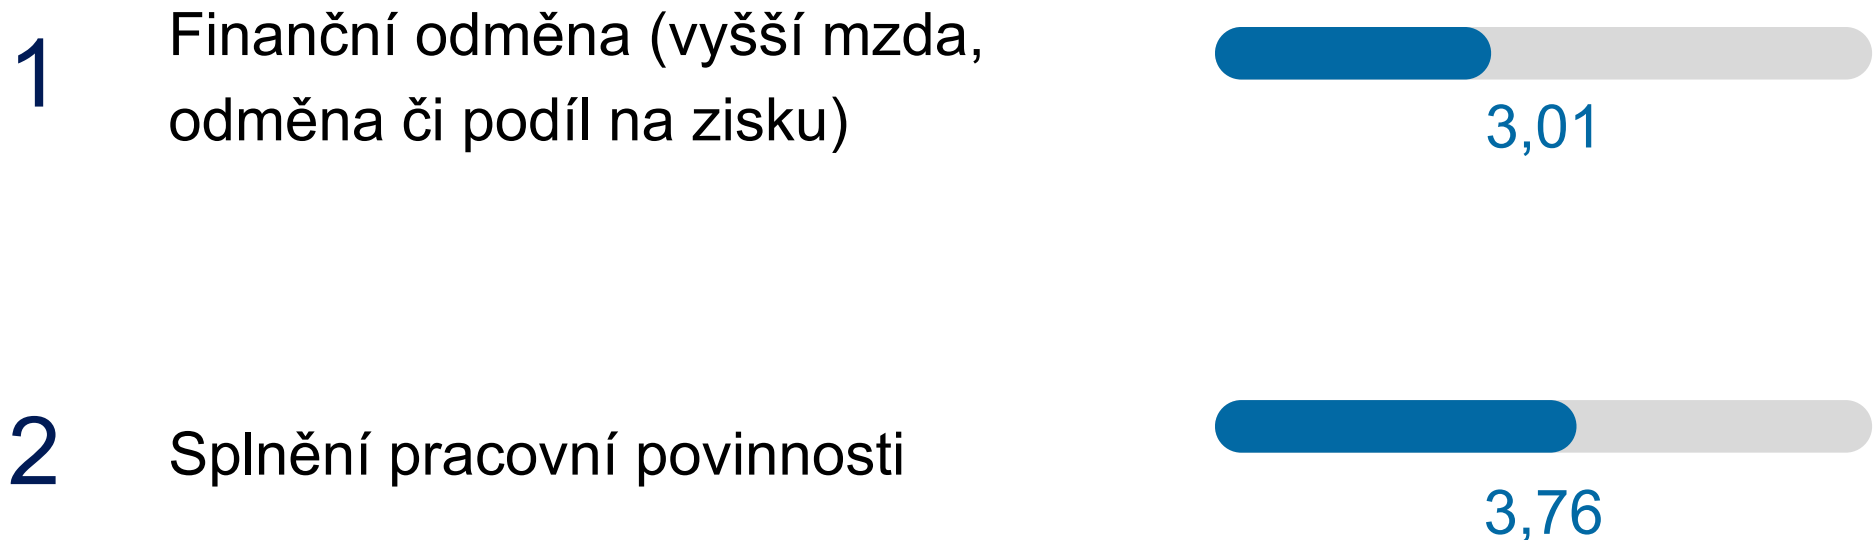 1
Finanční odměna (vyšší mzda,
odměna či podíl na zisku)
3,01
2
Splnění pracovní povinnosti
3,76